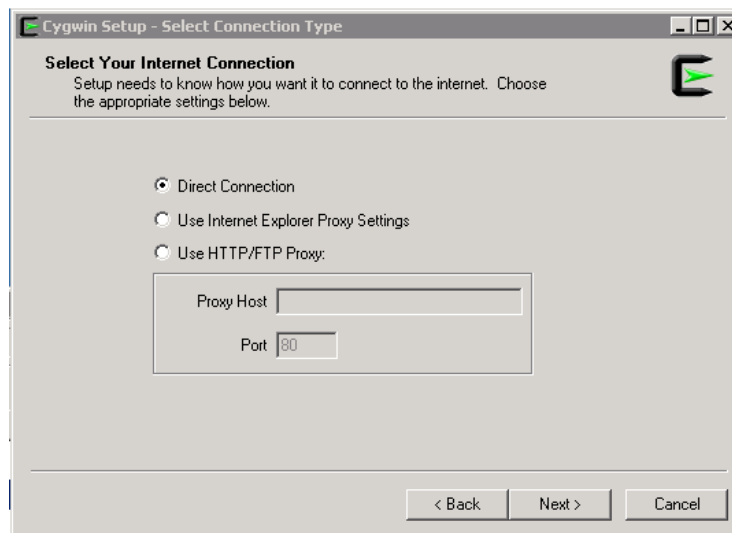 Cygwin Setup - Select Connection Type
Select Your Internet Connection
Setup needs to know how you want it to connect to the internet. Choose
the appropriate settings below.
Direct Connection
Use Internet Explorer Proxy Settings
Use HTTP/FTP Proxy:
Proxy Host
Port 80
< Back Next > Cancel